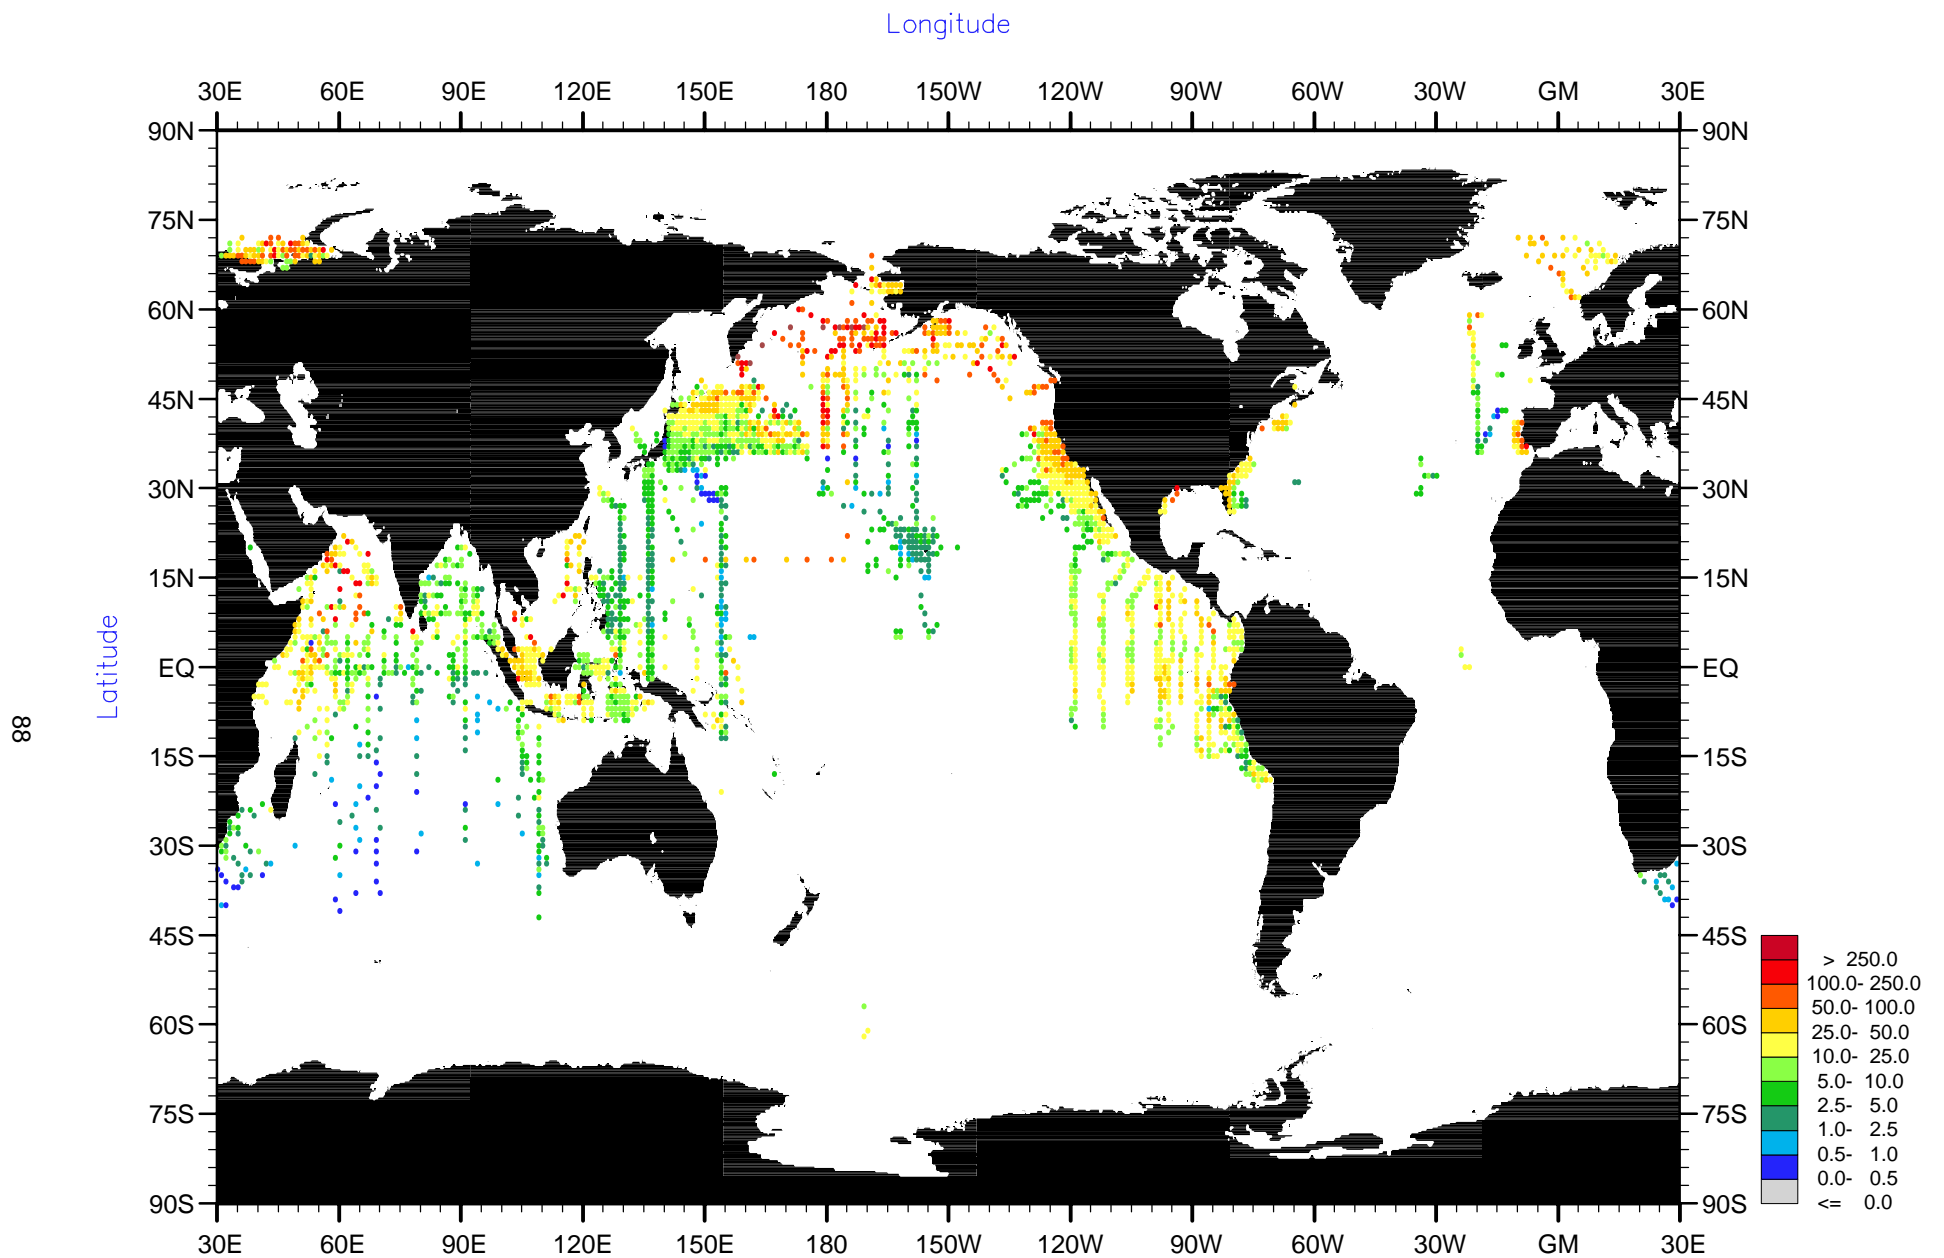 Longitude
30E 60E 90E 120E 150E 180 150W 120W 90W 60W 30W GM 30E
90N 90N
75N 75N
60N 60N
45N 45N
30N 30N
15N 15N
EQ EQ
15S 15S
30S 30S
45S 45S
60S 60S
75S 75S
90S 90S
Latitude
88
> 250.0
100.0- 250.0
50.0- 100.0
25.0- 50.0
10.0- 25.0
5.0- 10.0
2.5- 5.0
1.0- 2.5
0.5- 1.0
0.0- 0.5
<= 0.0
30E 60E 90E 120E 150E 180 150W 120W 90W 60W 30W GM 30E